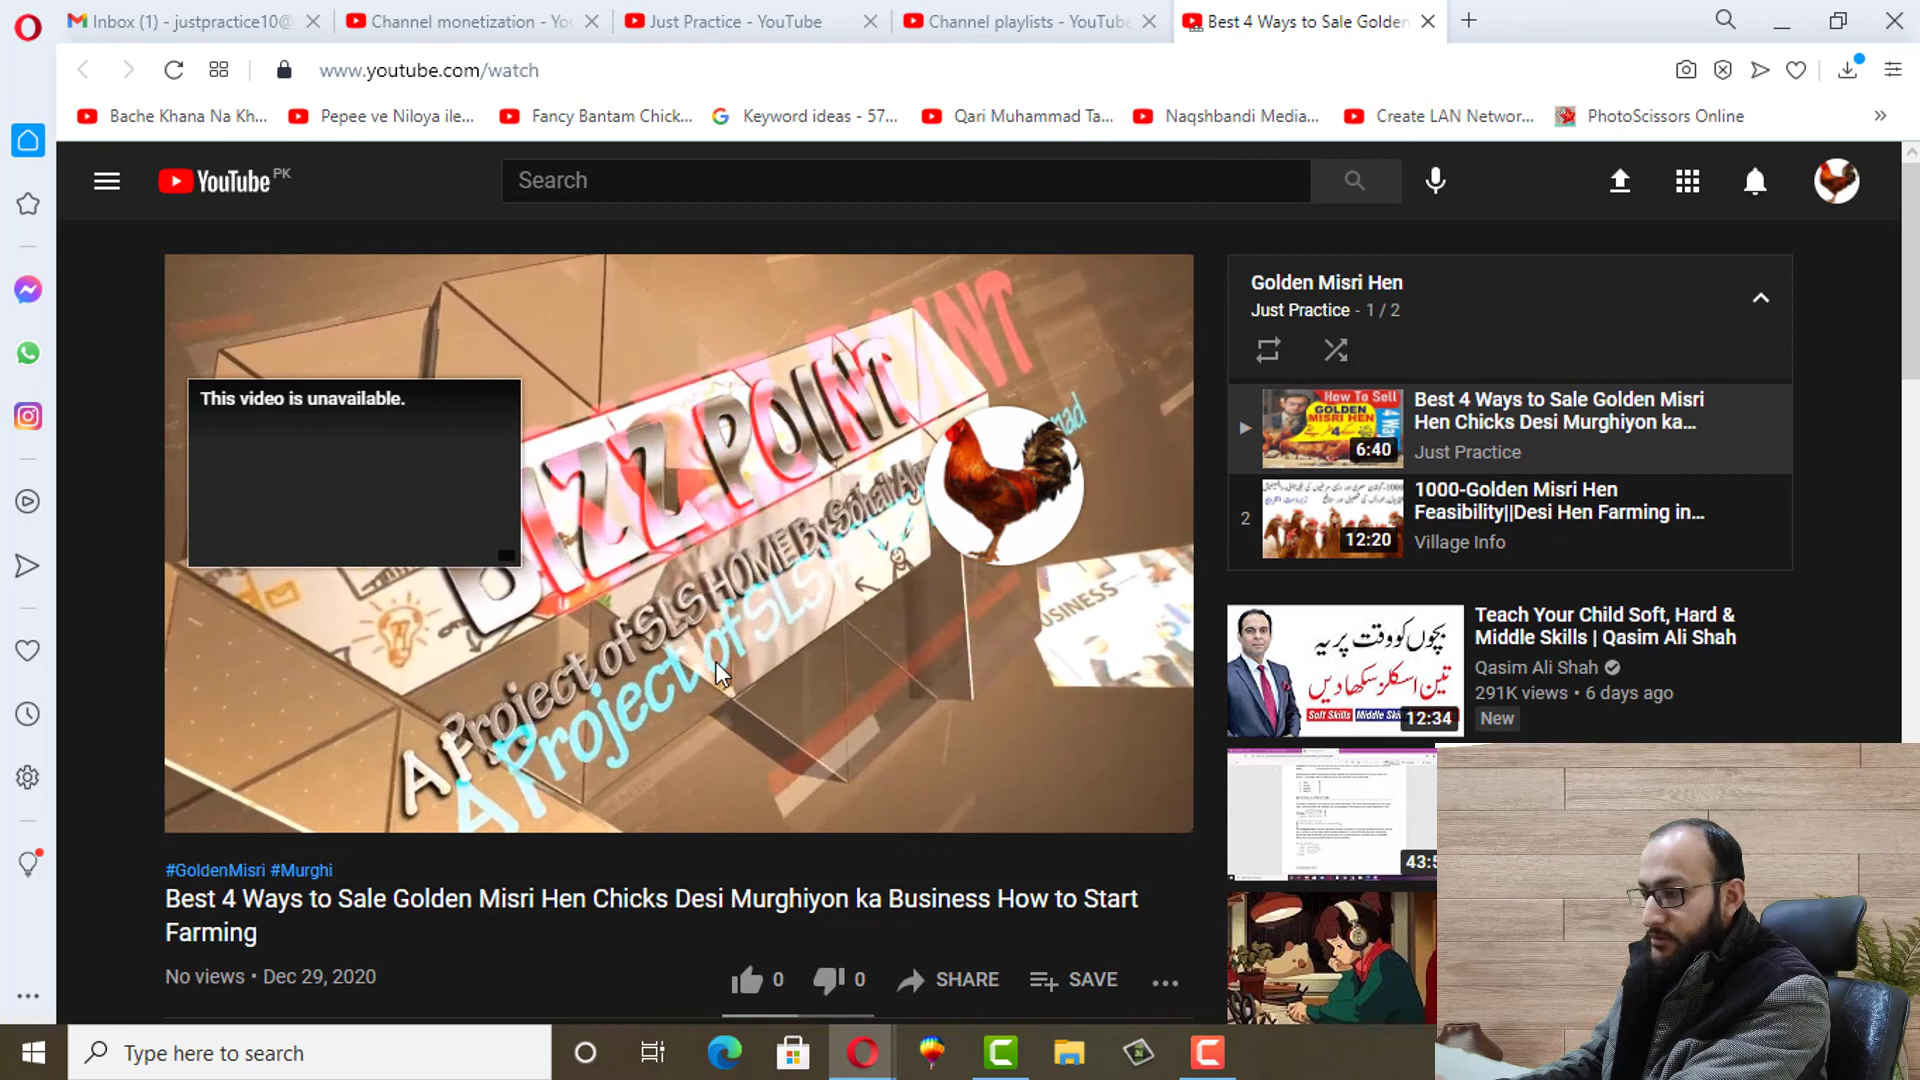 Inbox (1) - justpractice10@
Channel monetization - You
Just Practice - YouTube
Channel playlists - YouTube
Best 4 Ways to Sale Golden
www.youtube.com/watch
Bache Khana Na Kh...
Pepee ve Niloya ile...
Fancy Bantam Chick...
Keyword ideas - 57...
Qari Muhammad Ta...
Naqshbandi Media...
Create LAN Networ...
PhotoScissors Online
YouTube PK
Search
This video is unavailable.
BIZZ POINT
A Project of SLS HOME By Sohail Ahmad
A Project of SLS
BUSINESS
Golden Misri Hen
Just Practice - 1 / 2
How To Sell
GOLDEN
MISRI HEN
4
6:40
Best 4 Ways to Sale Golden Misri
Hen Chicks Desi Murghiyon ka...
Just Practice
2
12:20
1000-Golden Misri Hen
Feasibility||Desi Hen Farming in...
Village Info
بچوں کو وقت پر یہ
تین اسکلز سکھا دیں
Soft Skills
12:34
Teach Your Child Soft, Hard &
Middle Skills | Qasim Ali Shah
Qasim Ali Shah
291K views • 6 days ago
New
#GoldenMisri #Murghi
Best 4 Ways to Sale Golden Misri Hen Chicks Desi Murghiyon ka Business How to Start
Farming
No views • Dec 29, 2020
0
0
SHARE
SAVE
Type here to search